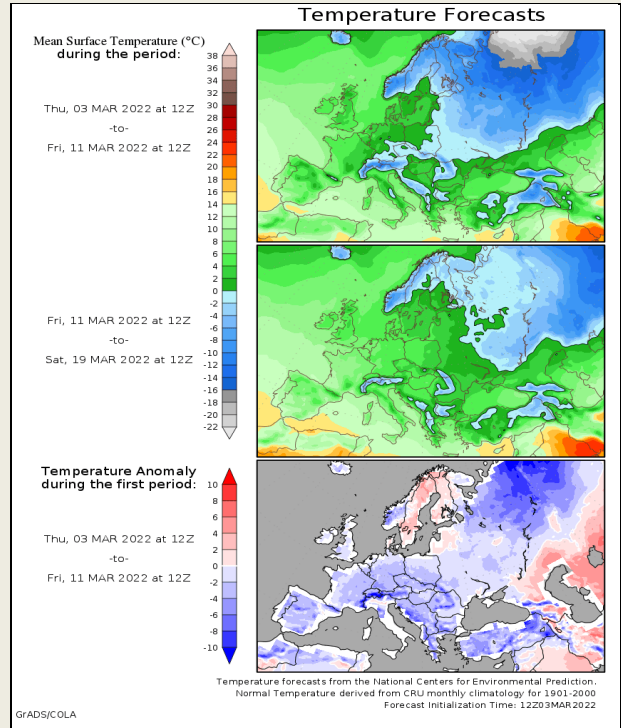 Temperature Forecasts
Mean Surface Temperature (°C)
during the period:
Thu, 03 MAR 2022 at 12Z
-to-
Fri, 11 MAR 2022 at 12Z
38
36
34
32
30
28
26
24
22
20
18
16
14
12
10
8
6
4
2
0
-2
-4
-6
-8
-10
-12
-14
-16
-18
-20
-22
Fri, 11 MAR 2022 at 12Z
-to-
Sat, 19 MAR 2022 at 12Z
Temperature Anomaly
during the first period:
Thu, 03 MAR 2022 at 12Z
-to-
Fri, 11 MAR 2022 at 12Z
10
8
6
4
2
0
-2
-4
-6
-8
-10
Temperature forecasts from the National Centers for Environmental Prediction.
Normal Temperature derived from CRU monthly climatology for 1901-2000
Forecast Initialization Time: 12Z03MAR2022
GrADS/COLA